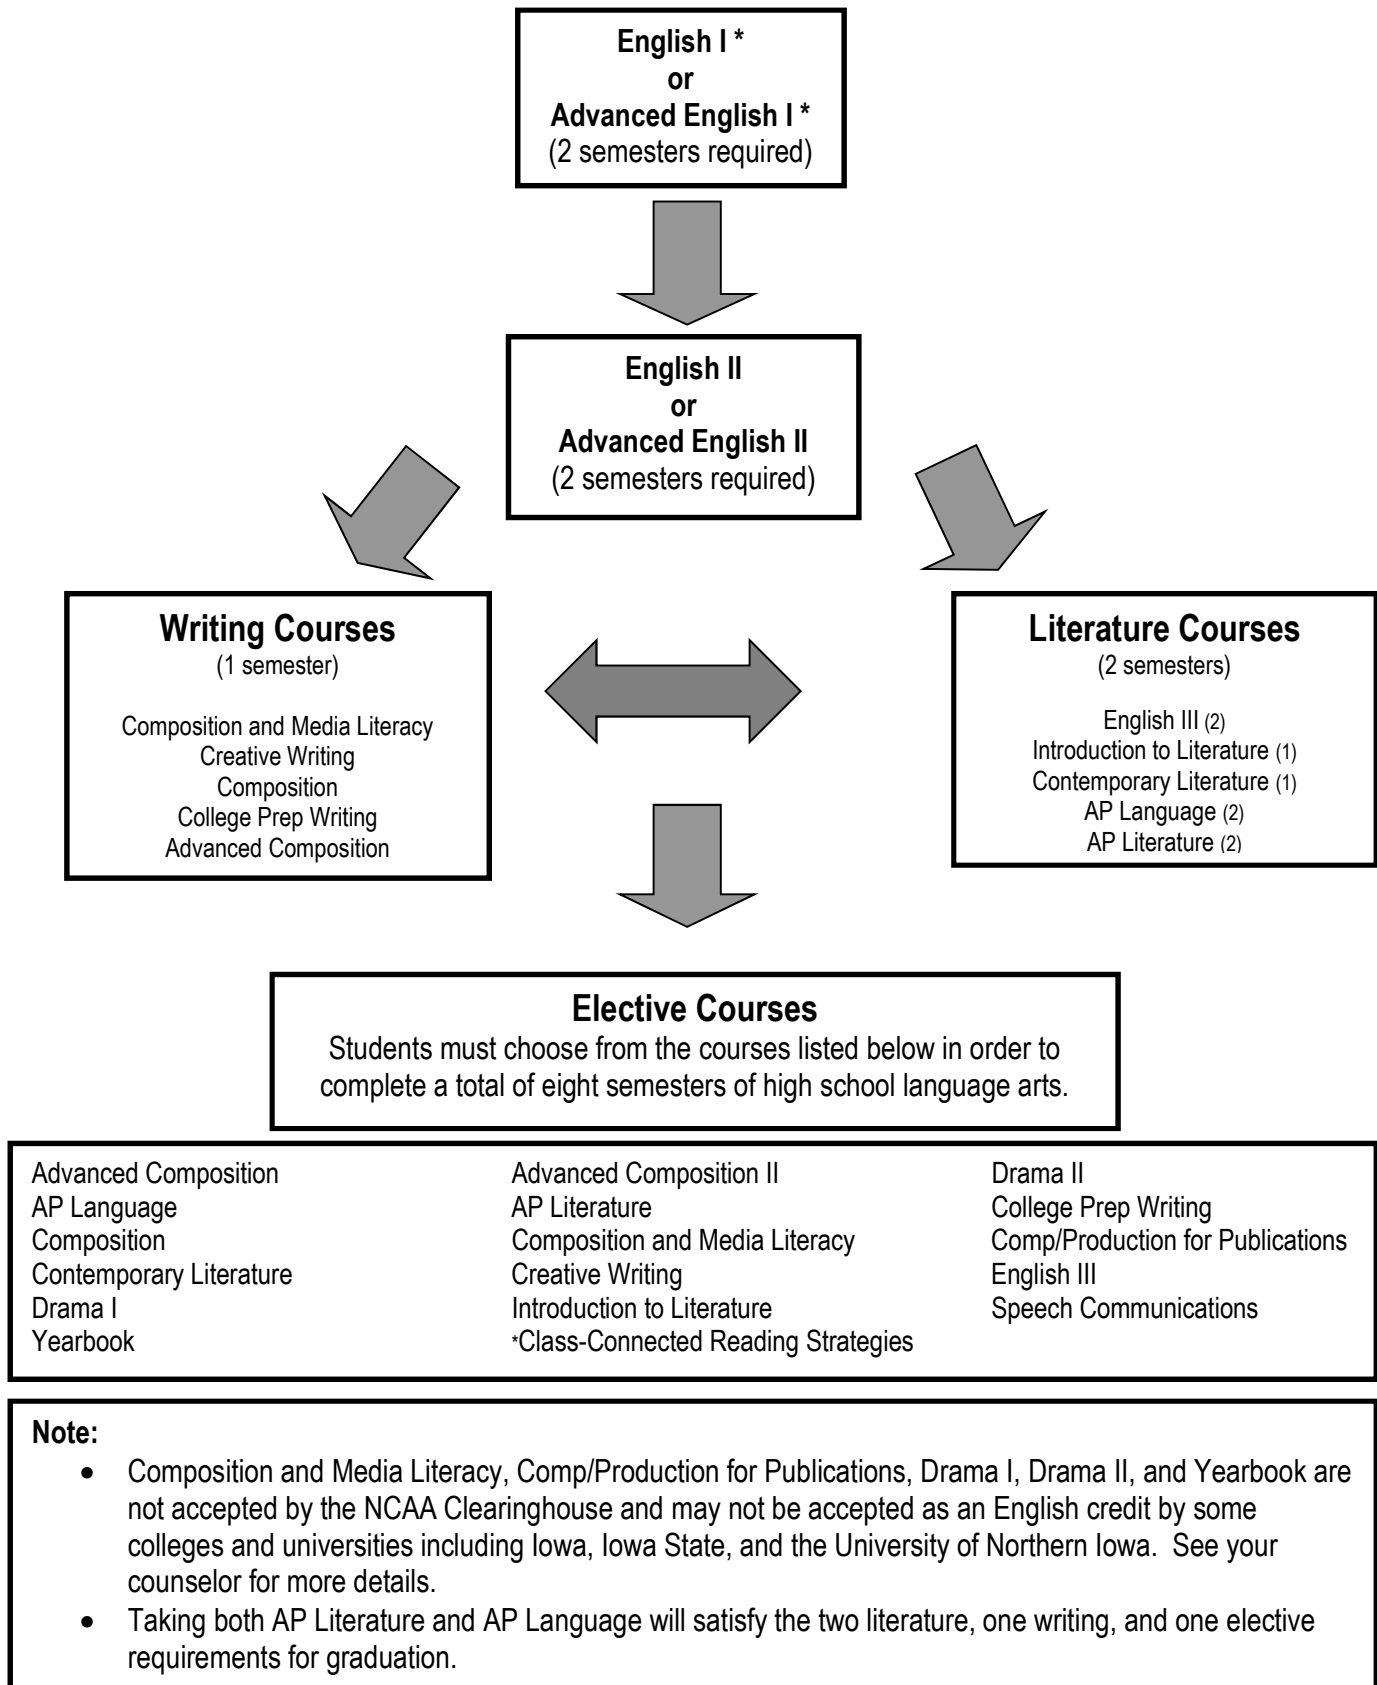 English I *
or
Advanced English I *
(2 semesters required)
English II
or
Advanced English II
(2 semesters required)
Writing Courses
(1 semester)
Composition and Media Literacy
Creative Writing
Composition
College Prep Writing
Advanced Composition
Literature Courses
(2 semesters)
English III (2)
Introduction to Literature (1)
Contemporary Literature (1)
AP Language (2)
AP Literature (2)
Elective Courses
Students must choose from the courses listed below in order to
complete a total of eight semesters of high school language arts.
Advanced Composition
AP Language
Composition
Contemporary Literature
Drama I
Yearbook
Advanced Composition II
AP Literature
Composition and Media Literacy
Creative Writing
Introduction to Literature
*Class-Connected Reading Strategies
Drama II
College Prep Writing
Comp/Production for Publications
English III
Speech Communications
Note:
• Composition and Media Literacy, Comp/Production for Publications, Drama I, Drama II, and Yearbook are
not accepted by the NCAA Clearinghouse and may not be accepted as an English credit by some
colleges and universities including Iowa, Iowa State, and the University of Northern Iowa.  See your
counselor for more details.
• Taking both AP Literature and AP Language will satisfy the two literature, one writing, and one elective
requirements for graduation.